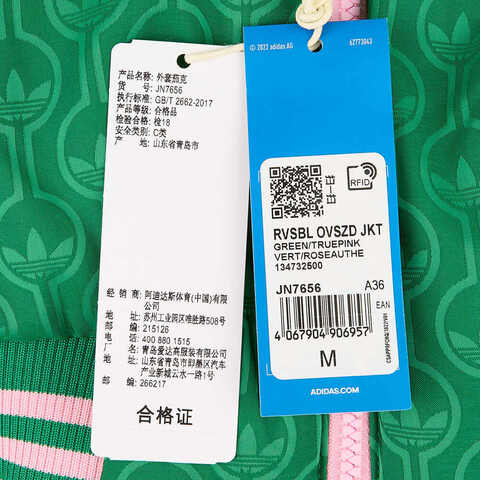 产品名称: 外套茄克
货 号: JN7656
执行标准: GB/T 2662-2017
产品等级: 合格品
检验合格: 检18
安全类别: C类
产 地: 山东省青岛市
经 销 商: 阿迪达斯体育(中国)有限
公司
地 址: 苏州工业园区唯胜路508号
邮 编: 215126
电 话: 400 880 1515
厂 名: 青岛爱达高服装有限公司
地 址: 山东省青岛市即墨区汽车
产业新城云水一路1号
邮 编: 266217
合格证
© 2023 adidas AG
62773043
RFID
RVSBL OVSZD JKT
GREEN/TRUEPINK
VERT/ROSEAUTHE
134732500
JN7656 A36
EAN
4 067904 906957
M
ADIDAS.COM